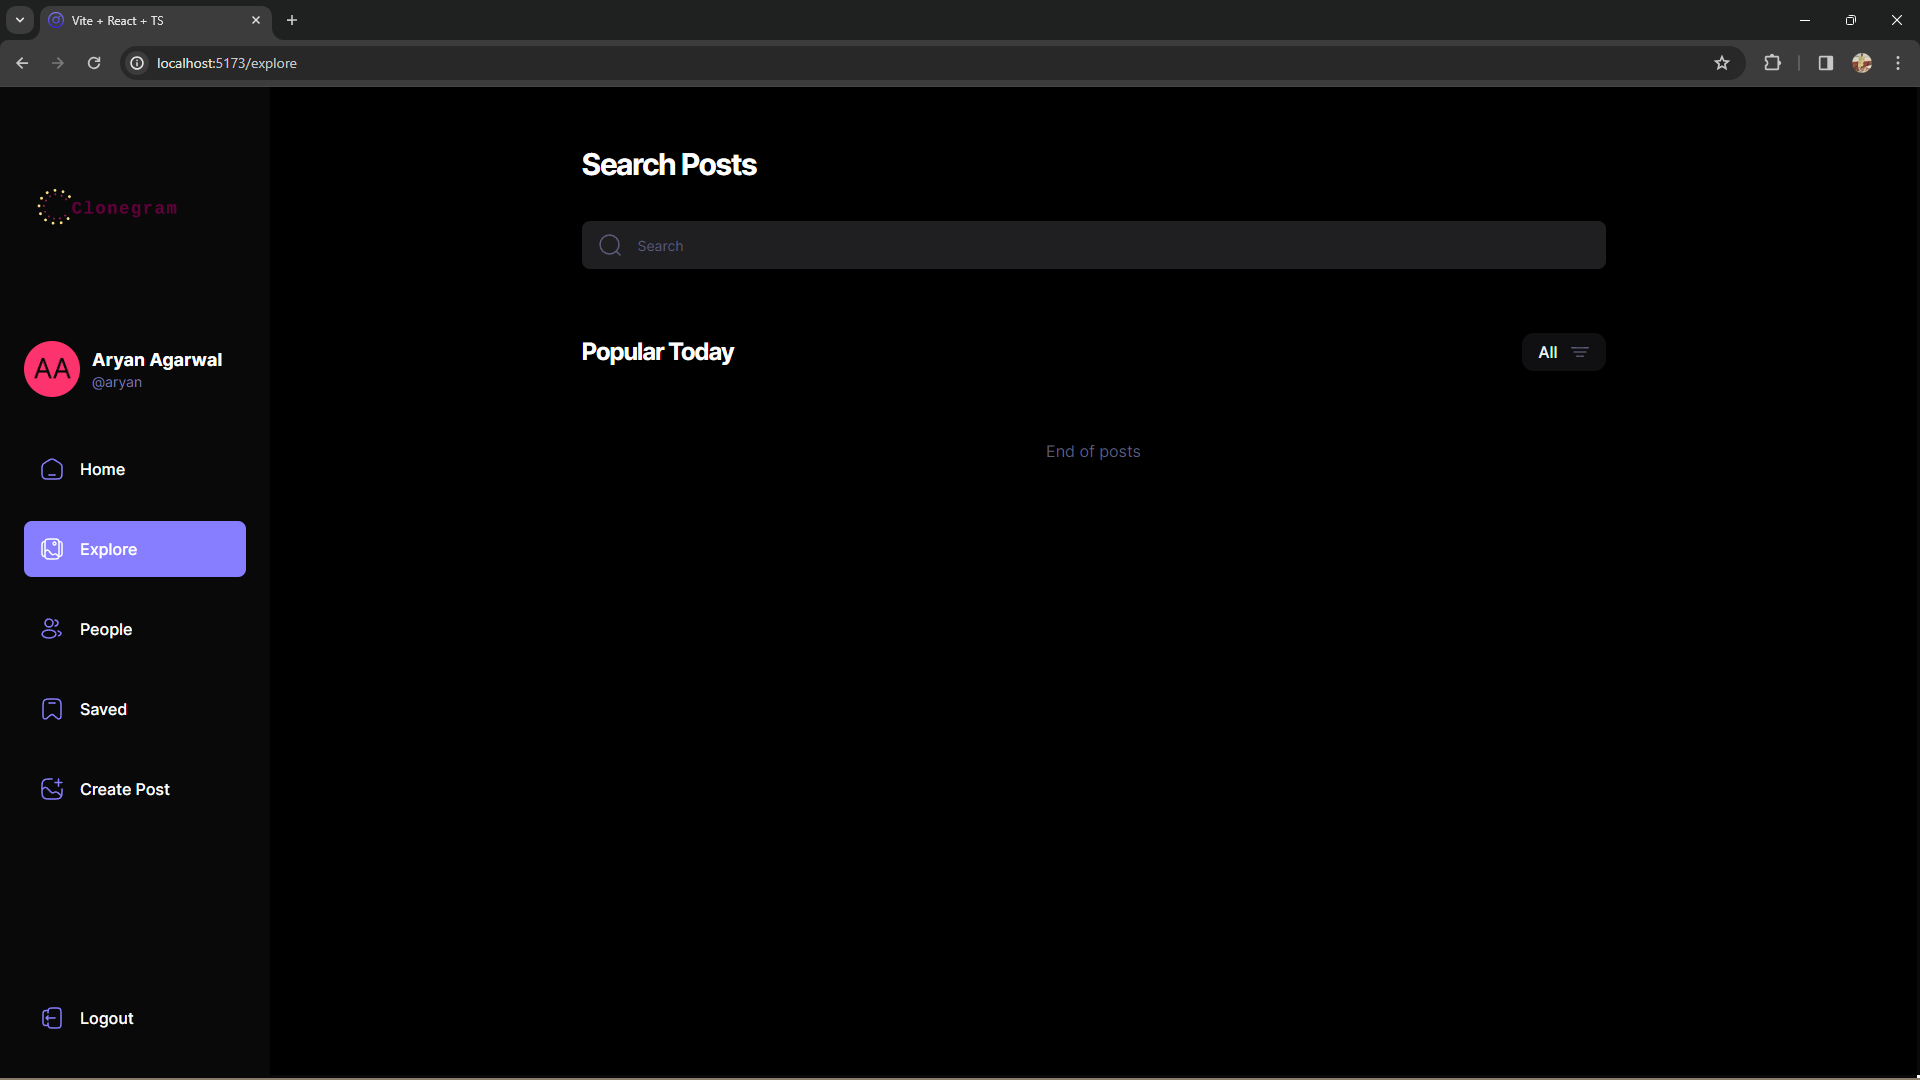 Vite + React + TS
localhost:5173/explore
Clonegram
AA
Aryan Agarwal
@aryan
Home
Explore
People
Saved
Create Post
Logout
Search Posts
Search
Popular Today
All
End of posts